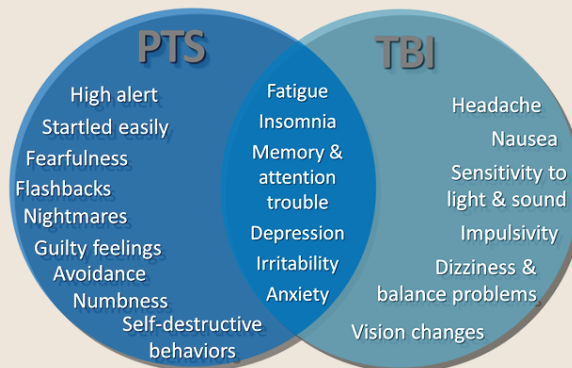 PTS
High alert
Startled easily
Fearfulness
Flashbacks
Nightmares
Guilty feelings
Avoidance
Numbness
Self-destructive
behaviors
Fatigue
Insomnia
Memory &
attention
trouble
Depression
Irritability
Anxiety
TBI
Headache
Nausea
Sensitivity to
light & sound
Impulsivity
Dizziness &
balance problems
Vision changes